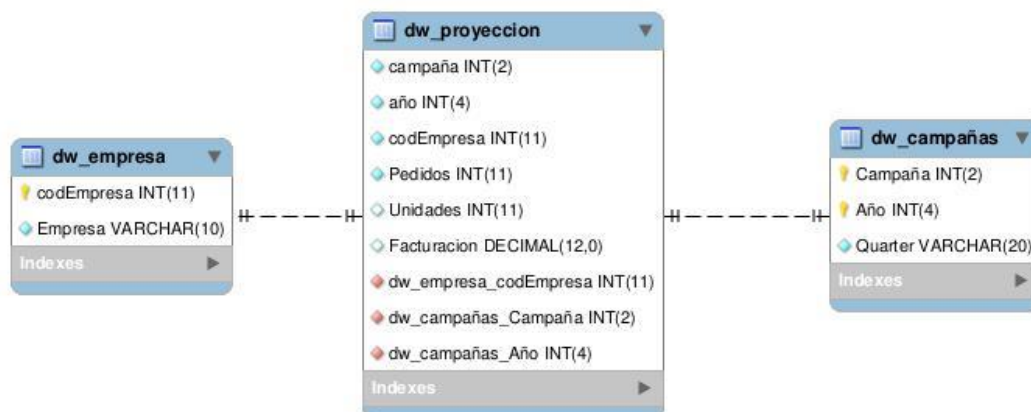 dw_empresa
codEmpresa INT(11)
Empresa VARCHAR(10)
Indexes
dw_proyeccion
campaña INT(2)
año INT(4)
codEmpresa INT(11)
Pedidos INT(11)
Unidades INT(11)
Facturacion DECIMAL(12,0)
dw_empresa_codEmpresa INT(11)
dw_campañas_Campaña INT(2)
dw_campañas_Año INT(4)
Indexes
dw_campañas
Campaña INT(2)
Año INT(4)
Quarter VARCHAR(20)
Indexes